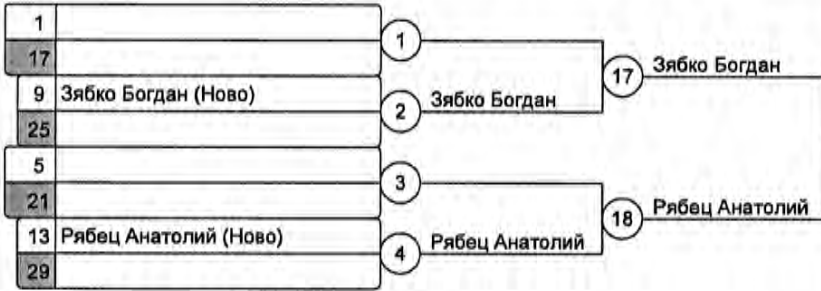 1
17
1
9 Зябко Богдан (Ново)
25
2 Зябко Богдан
17 Зябко Богдан
5
21
3
13 Рябец Анатолий (Ново)
29
4 Рябец Анатолий
18 Рябец Анатолий